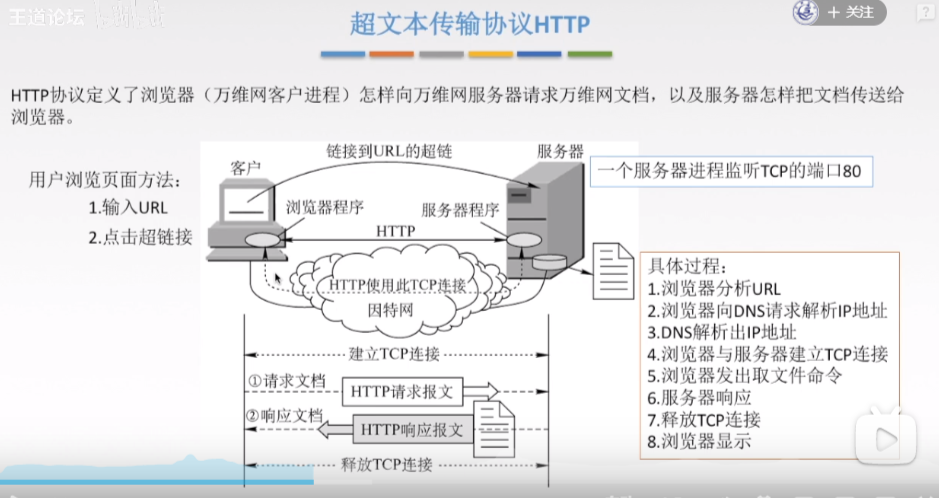 王道论坛
超文本传输协议HTTP
+ 关注
HTTP协议定义了浏览器（万维网客户进程）怎样向万维网服务器请求万维网文档，以及服务器怎样把文档传送给
浏览器。
用户浏览页面方法：
1.输入URL
2.点击超链接
链接到URL的超链
客户
服务器
一个服务器进程监听TCP的端口80
浏览器程序
服务器程序
HTTP
HTTP使用此TCP连接
因特网
建立TCP连接
①请求文档
HTTP请求报文
②响应文档
HTTP响应报文
释放TCP连接
具体过程：
1.浏览器分析URL
2.浏览器向DNS请求解析IP地址
3.DNS解析出IP地址
4.浏览器与服务器建立TCP连接
5.浏览器发出取文件命令
6.服务器响应
7.释放TCP连接
8.浏览器显示